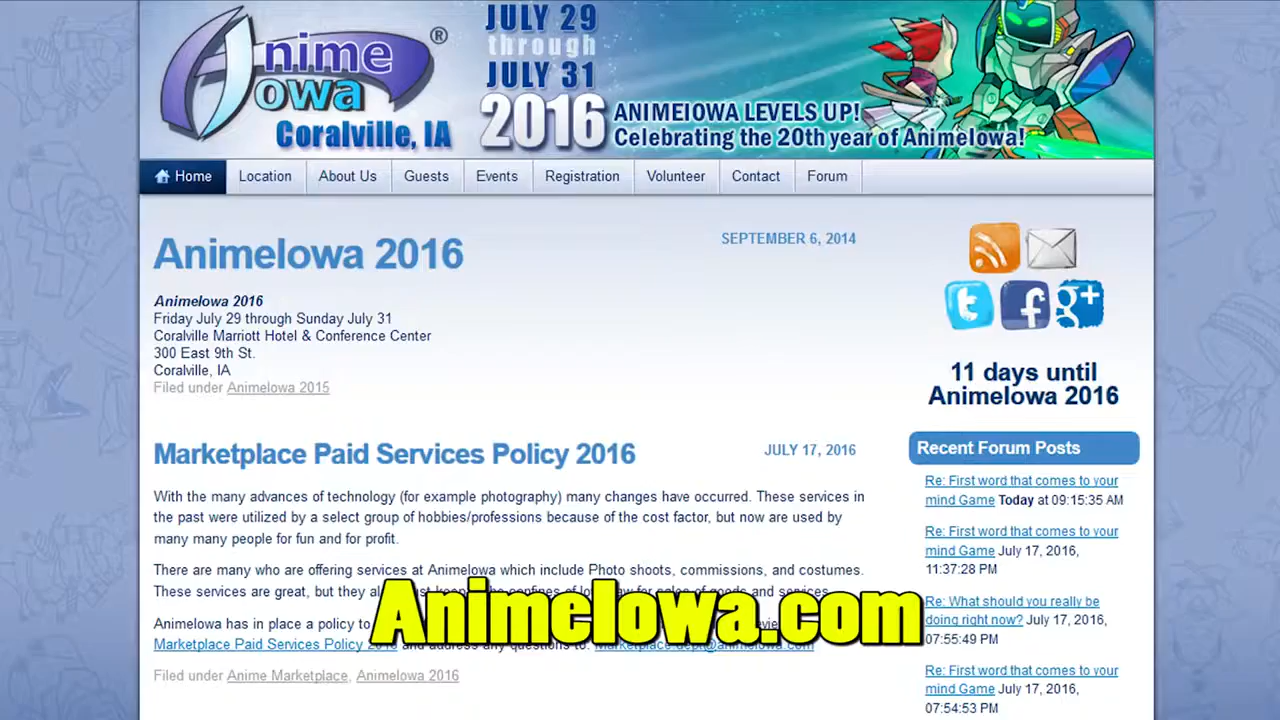 Anime Iowa ®
Coralville, IA
JULY 29
through
JULY 31
2016
ANIMEIOWA LEVELS UP!
Celebrating the 20th year of AnimeIowa!
Home Location About Us Guests Events Registration Volunteer Contact Forum
AnimeIowa 2016
SEPTEMBER 6, 2014
AnimeIowa 2016
Friday July 29 through Sunday July 31
Coralville Marriott Hotel & Conference Center
300 East 9th St.
Coralville, IA
Filed under AnimeIowa 2015
Marketplace Paid Services Policy 2016
JULY 17, 2016
With the many advances of technology (for example photography) many changes have occurred. These services in
the past were utilized by a select group of hobbies/professions because of the cost factor, but now are used by
many many people for fun and for profit.
There are many who are offering services at AnimeIowa which include Photo shoots, commissions, and costumes.
These services are great, but they services
AnimeIowa has in place a policy to
Marketplace Paid Services Policy and address any questions to: Marketplace.dept@animeiowa.com
Filed under Anime Marketplace, AnimeIowa 2016
AnimeIowa.com
t f g+
11 days until
AnimeIowa 2016
Recent Forum Posts
Re: First word that comes to your
mind Game Today at 09:15:35 AM
Re: First word that comes to your
mind Game July 17, 2016,
11:37:28 PM
Re: What should you really be
doing right now? July 17, 2016,
07:55:49 PM
Re: First word that comes to your
mind Game July 17, 2016,
07:54:53 PM